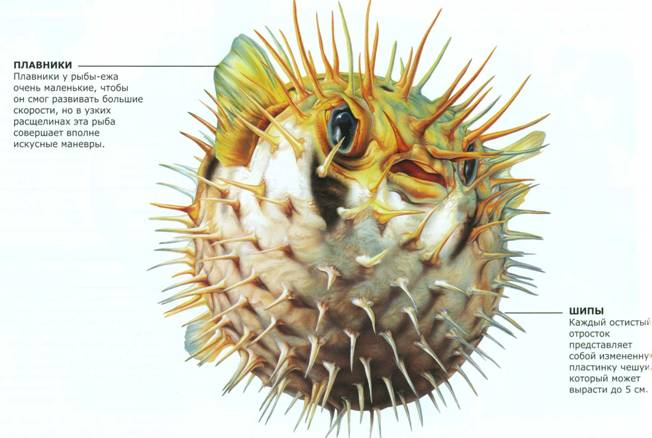 ПЛАВНИКИ
Плавники у рыбы-ежа
очень маленькие, чтобы
он смог развивать большие
скорости, но в узких
расщелинах эта рыба
совершает вполне
искусные маневры.
ШИПЫ
Каждый остистый
отросток
представляет
собой измененну
пластинку чешуи
который может
вырасти до 5 см.